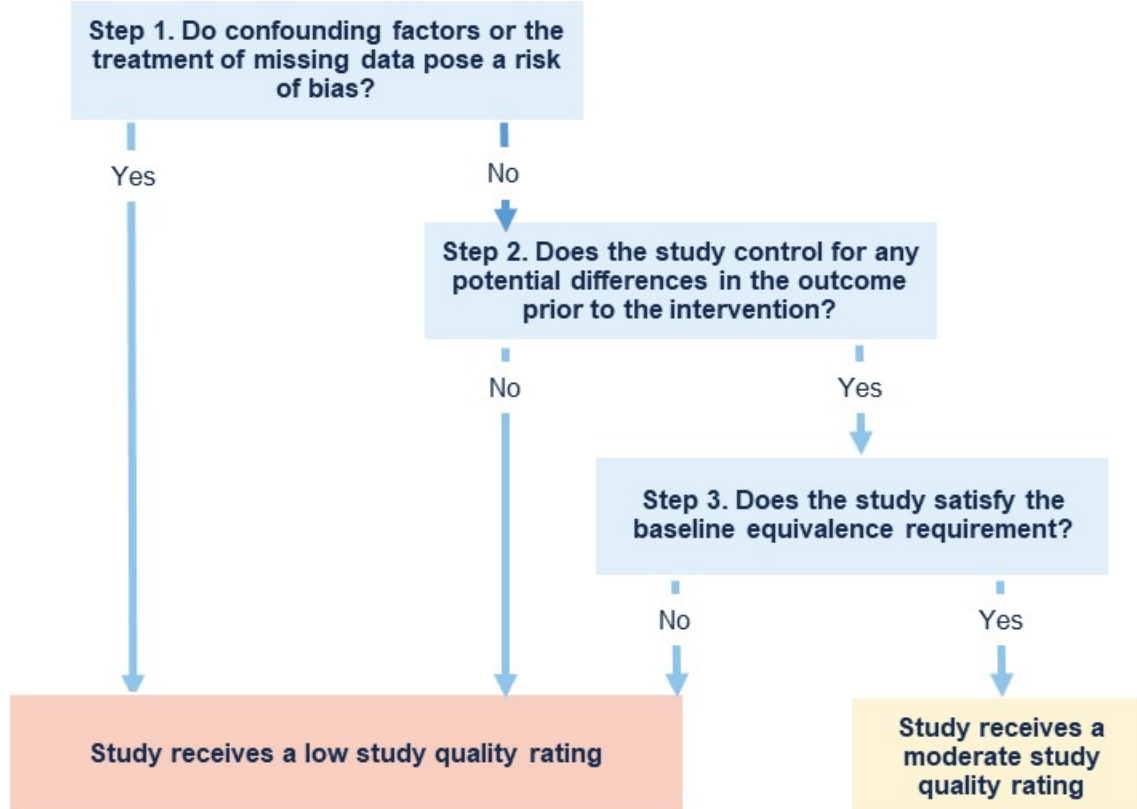 Step 1. Do confounding factors or the
treatment of missing data pose a risk
of bias?
Yes
No
Step 2. Does the study control for any
potential differences in the outcome
prior to the intervention?
No
Yes
Step 3. Does the study satisfy the
baseline equivalence requirement?
No
Yes
Study receives a low study quality rating
Study receives a
moderate study
quality rating